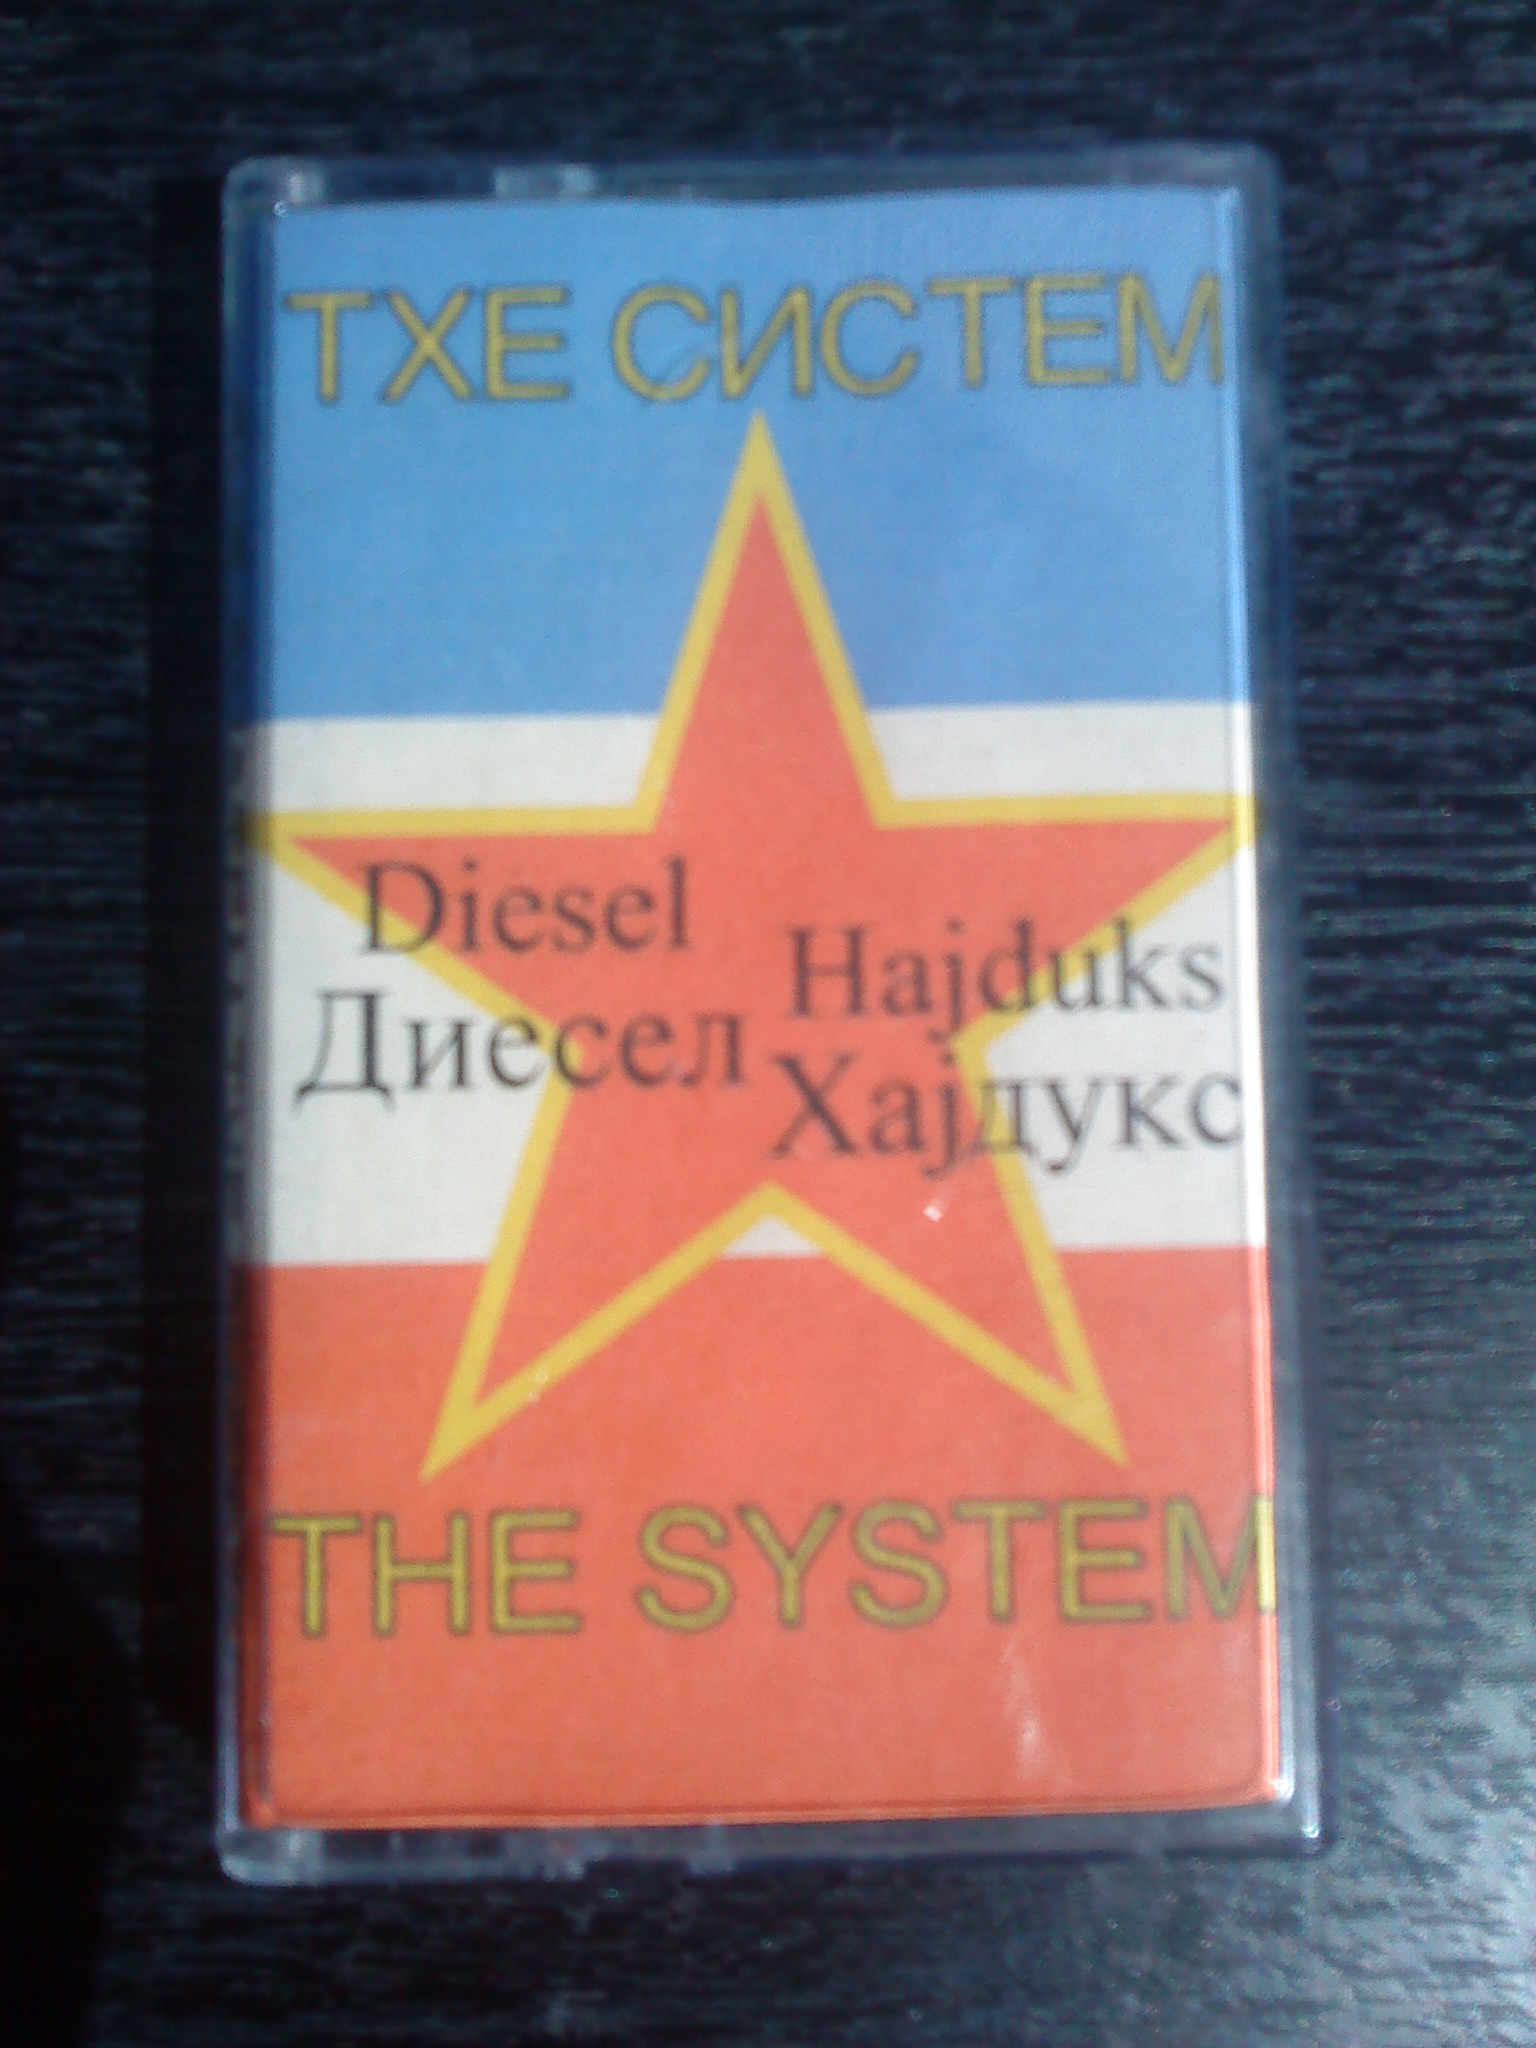 ТХЕ СИСТЕМ
Diesel
Диесел
Hajduks
Хајдукс
THE SYSTEM